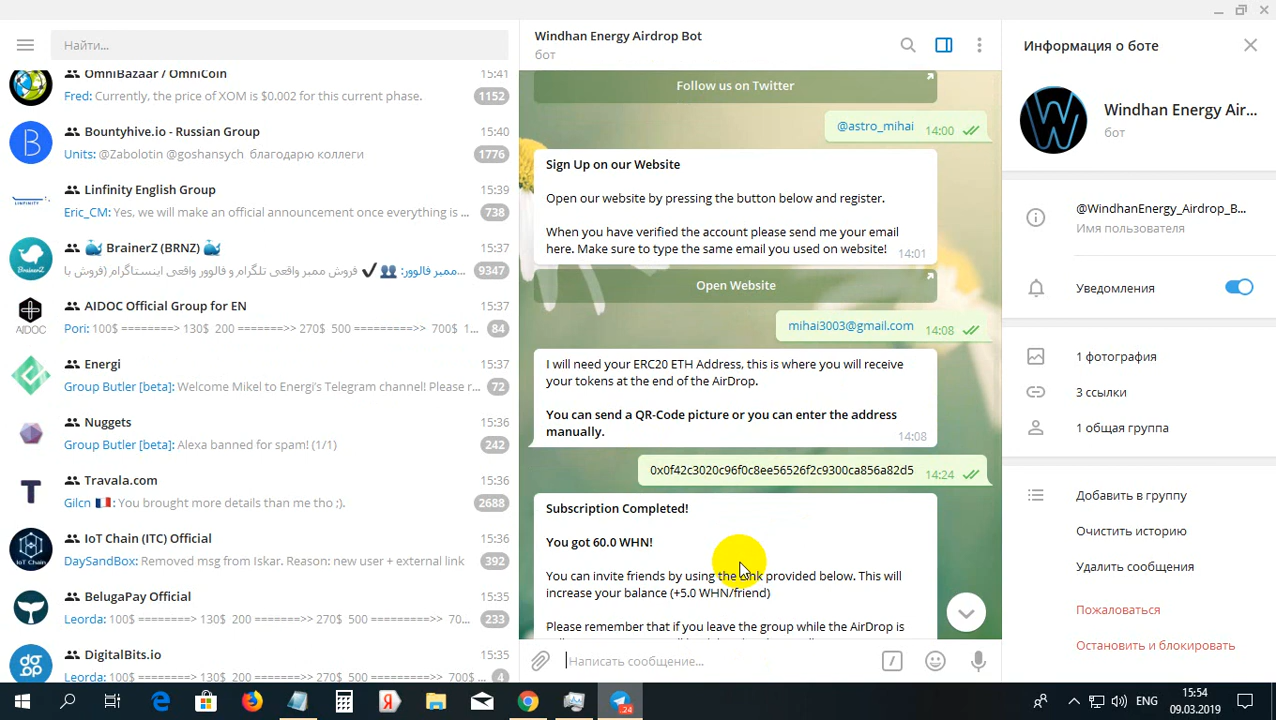 Найти...
OmniBazaar / OmniCoin 15:41
Fred: Currently, the price of XOM is $0.002 for this current phase. 1152
Bountyhive.io - Russian Group 15:40
Units: @Zabolotin @goshansych благодарю коллеги 1776
Linfinity English Group 15:39
Eric_CM: Yes, we will make an official announcement once everything is ... 738
BrainerZ (BRNZ) 15:37
...ممبر فالوور: فروش ممبر واقعی تلگرام و فالوور واقعی اینستاگرام (فروش با 9347
AIDOC Official Group for EN 15:37
Pori: 100$ ========> 130$ 200 =======>> 270$ 500 =========>> 700$ 1... 84
Energi 15:37
Group Butler [beta]: Welcome Mikel to Energi's Telegram channel! Please r... 72
Nuggets 15:36
Group Butler [beta]: Alexa banned for spam! (1/1) 242
Travala.com 15:36
Gilcn: You brought more details than me tho ;). 2688
IoT Chain (ITC) Official 15:36
DaySandBox: Removed msg from Iskar. Reason: new user + external link 392
BelugaPay Official 15:35
Leorda: 100$ ========> 130$ 200 =======>> 270$ 500 =========>> 70... 233
DigitalBits.io 15:35
Leorda: 100$ ========> 130$ 200 =======>> 270$ 500 =========>> 700$ ... 4
Windhan Energy Airdrop Bot
бот
Follow us on Twitter
@astro_mihai 14:00
Sign Up on our Website
Open our website by pressing the button below and register.
When you have verified the account please send me your email
here. Make sure to type the same email you used on website! 14:01
Open Website
mihai3003@gmail.com 14:08
I will need your ERC20 ETH Address, this is where you will receive
your tokens at the end of the AirDrop.
You can send a QR-Code picture or you can enter the address
manually. 14:08
0x0f42c3020c96f0c8ee56526f2c9300ca856a82d5 14:24
Subscription Completed!
You got 60.0 WHN!
You can invite friends by using the link provided below. This will
increase your balance (+5.0 WHN/friend)
Please remember that if you leave the group while the AirDrop is
Написать сообщение...
Информация о боте
Windhan Energy Air...
бот
@WindhanEnergy_Airdrop_B...
Имя пользователя
Уведомления
1 фотография
3 ссылки
1 общая группа
Добавить в группу
Очистить историю
Удалить сообщения
Пожаловаться
Остановить и блокировать
24
ENG
15:54
09.03.2019